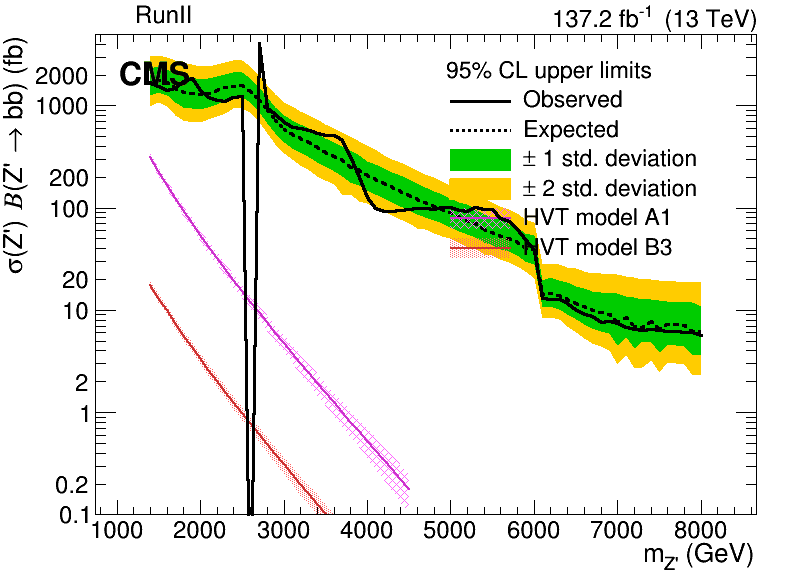 RunII
137.2 fb⁻¹ (13 TeV)
CMS
95% CL upper limits
Observed
Expected
± 1 std. deviation
± 2 std. deviation
HVT model A1
HVT model B3
σ(Z') B(Z' → bb) (fb)
2000
1000
200
100
20
10
2
1
0.2
0.1
1000 2000 3000 4000 5000 6000 7000 8000
m_Z' (GeV)